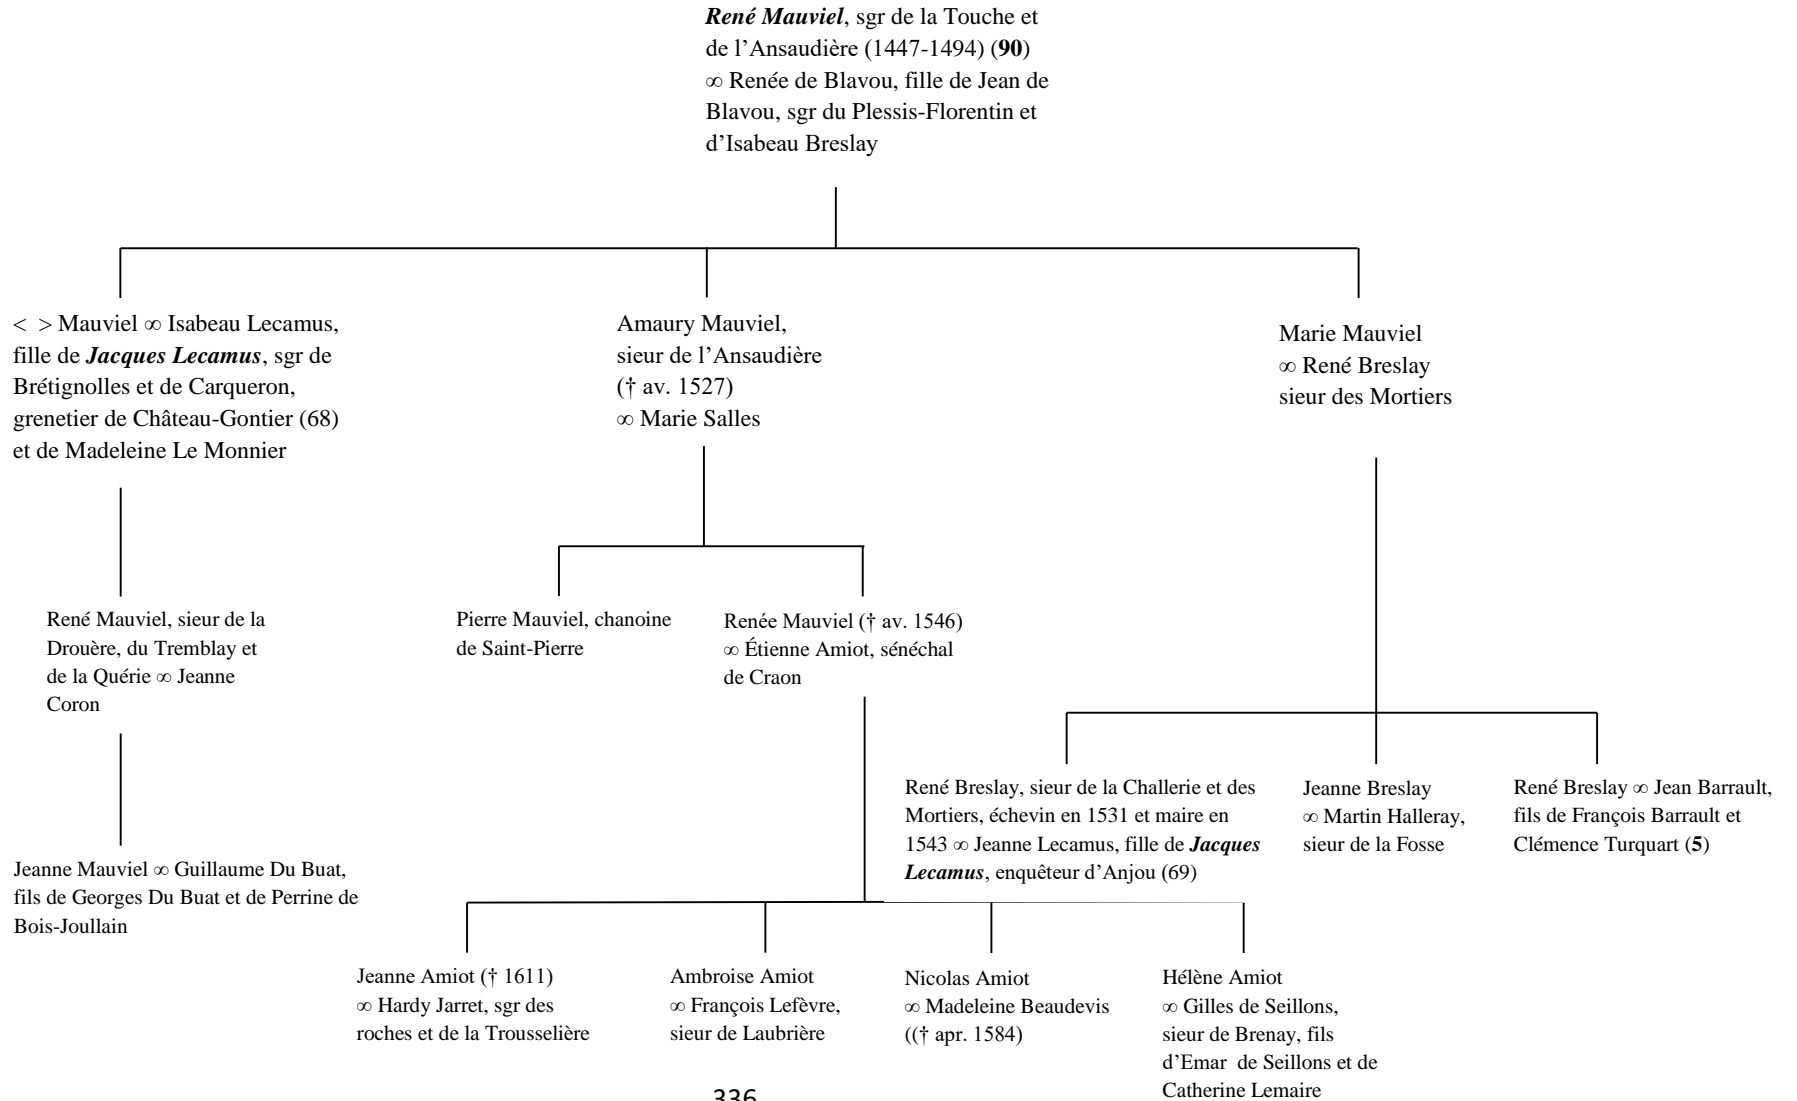 René Mauviel, sgr de la Touche et
de l’Ansaudière (1447-1494) (90)
∞ Renée de Blavou, fille de Jean de
Blavou, sgr du Plessis-Florentin et
d’Isabeau Breslay
< > Mauviel ∞ Isabeau Lecamus,
fille de Jacques Lecamus, sgr de
Brétignolles et de Carqueron,
grenetier de Château-Gontier (68)
et de Madeleine Le Monnier
Amaury Mauviel,
sieur de l’Ansaudière
(† av. 1527)
∞ Marie Salles
Marie Mauviel
∞ René Breslay
sieur des Mortiers
René Mauviel, sieur de la
Drouère, du Tremblay et
de la Quérie ∞ Jeanne
Coron
Pierre Mauviel, chanoine
de Saint-Pierre
Renée Mauviel († av. 1546)
∞ Étienne Amiot, sénéchal
de Craon
René Breslay, sieur de la Challerie et des
Mortiers, échevin en 1531 et maire en
1543 ∞ Jeanne Lecamus, fille de Jacques
Lecamus, enquêteur d’Anjou (69)
Jeanne Breslay
∞ Martin Halleray,
sieur de la Fosse
René Breslay ∞ Jean Barrault,
fils de François Barrault et
Clémence Turquart (5)
Jeanne Mauviel ∞ Guillaume Du Buat,
fils de Georges Du Buat et de Perrine de
Bois-Joullain
Jeanne Amiot († 1611)
∞ Hardy Jarret, sgr des
roches et de la Trousselière
Ambroise Amiot
∞ François Lefèvre,
sieur de Laubrière
Nicolas Amiot
∞ Madeleine Beaudevis
((† apr. 1584)
Hélène Amiot
∞ Gilles de Seillons,
sieur de Brenay, fils
d’Emar de Seillons et de
Catherine Lemaire
336